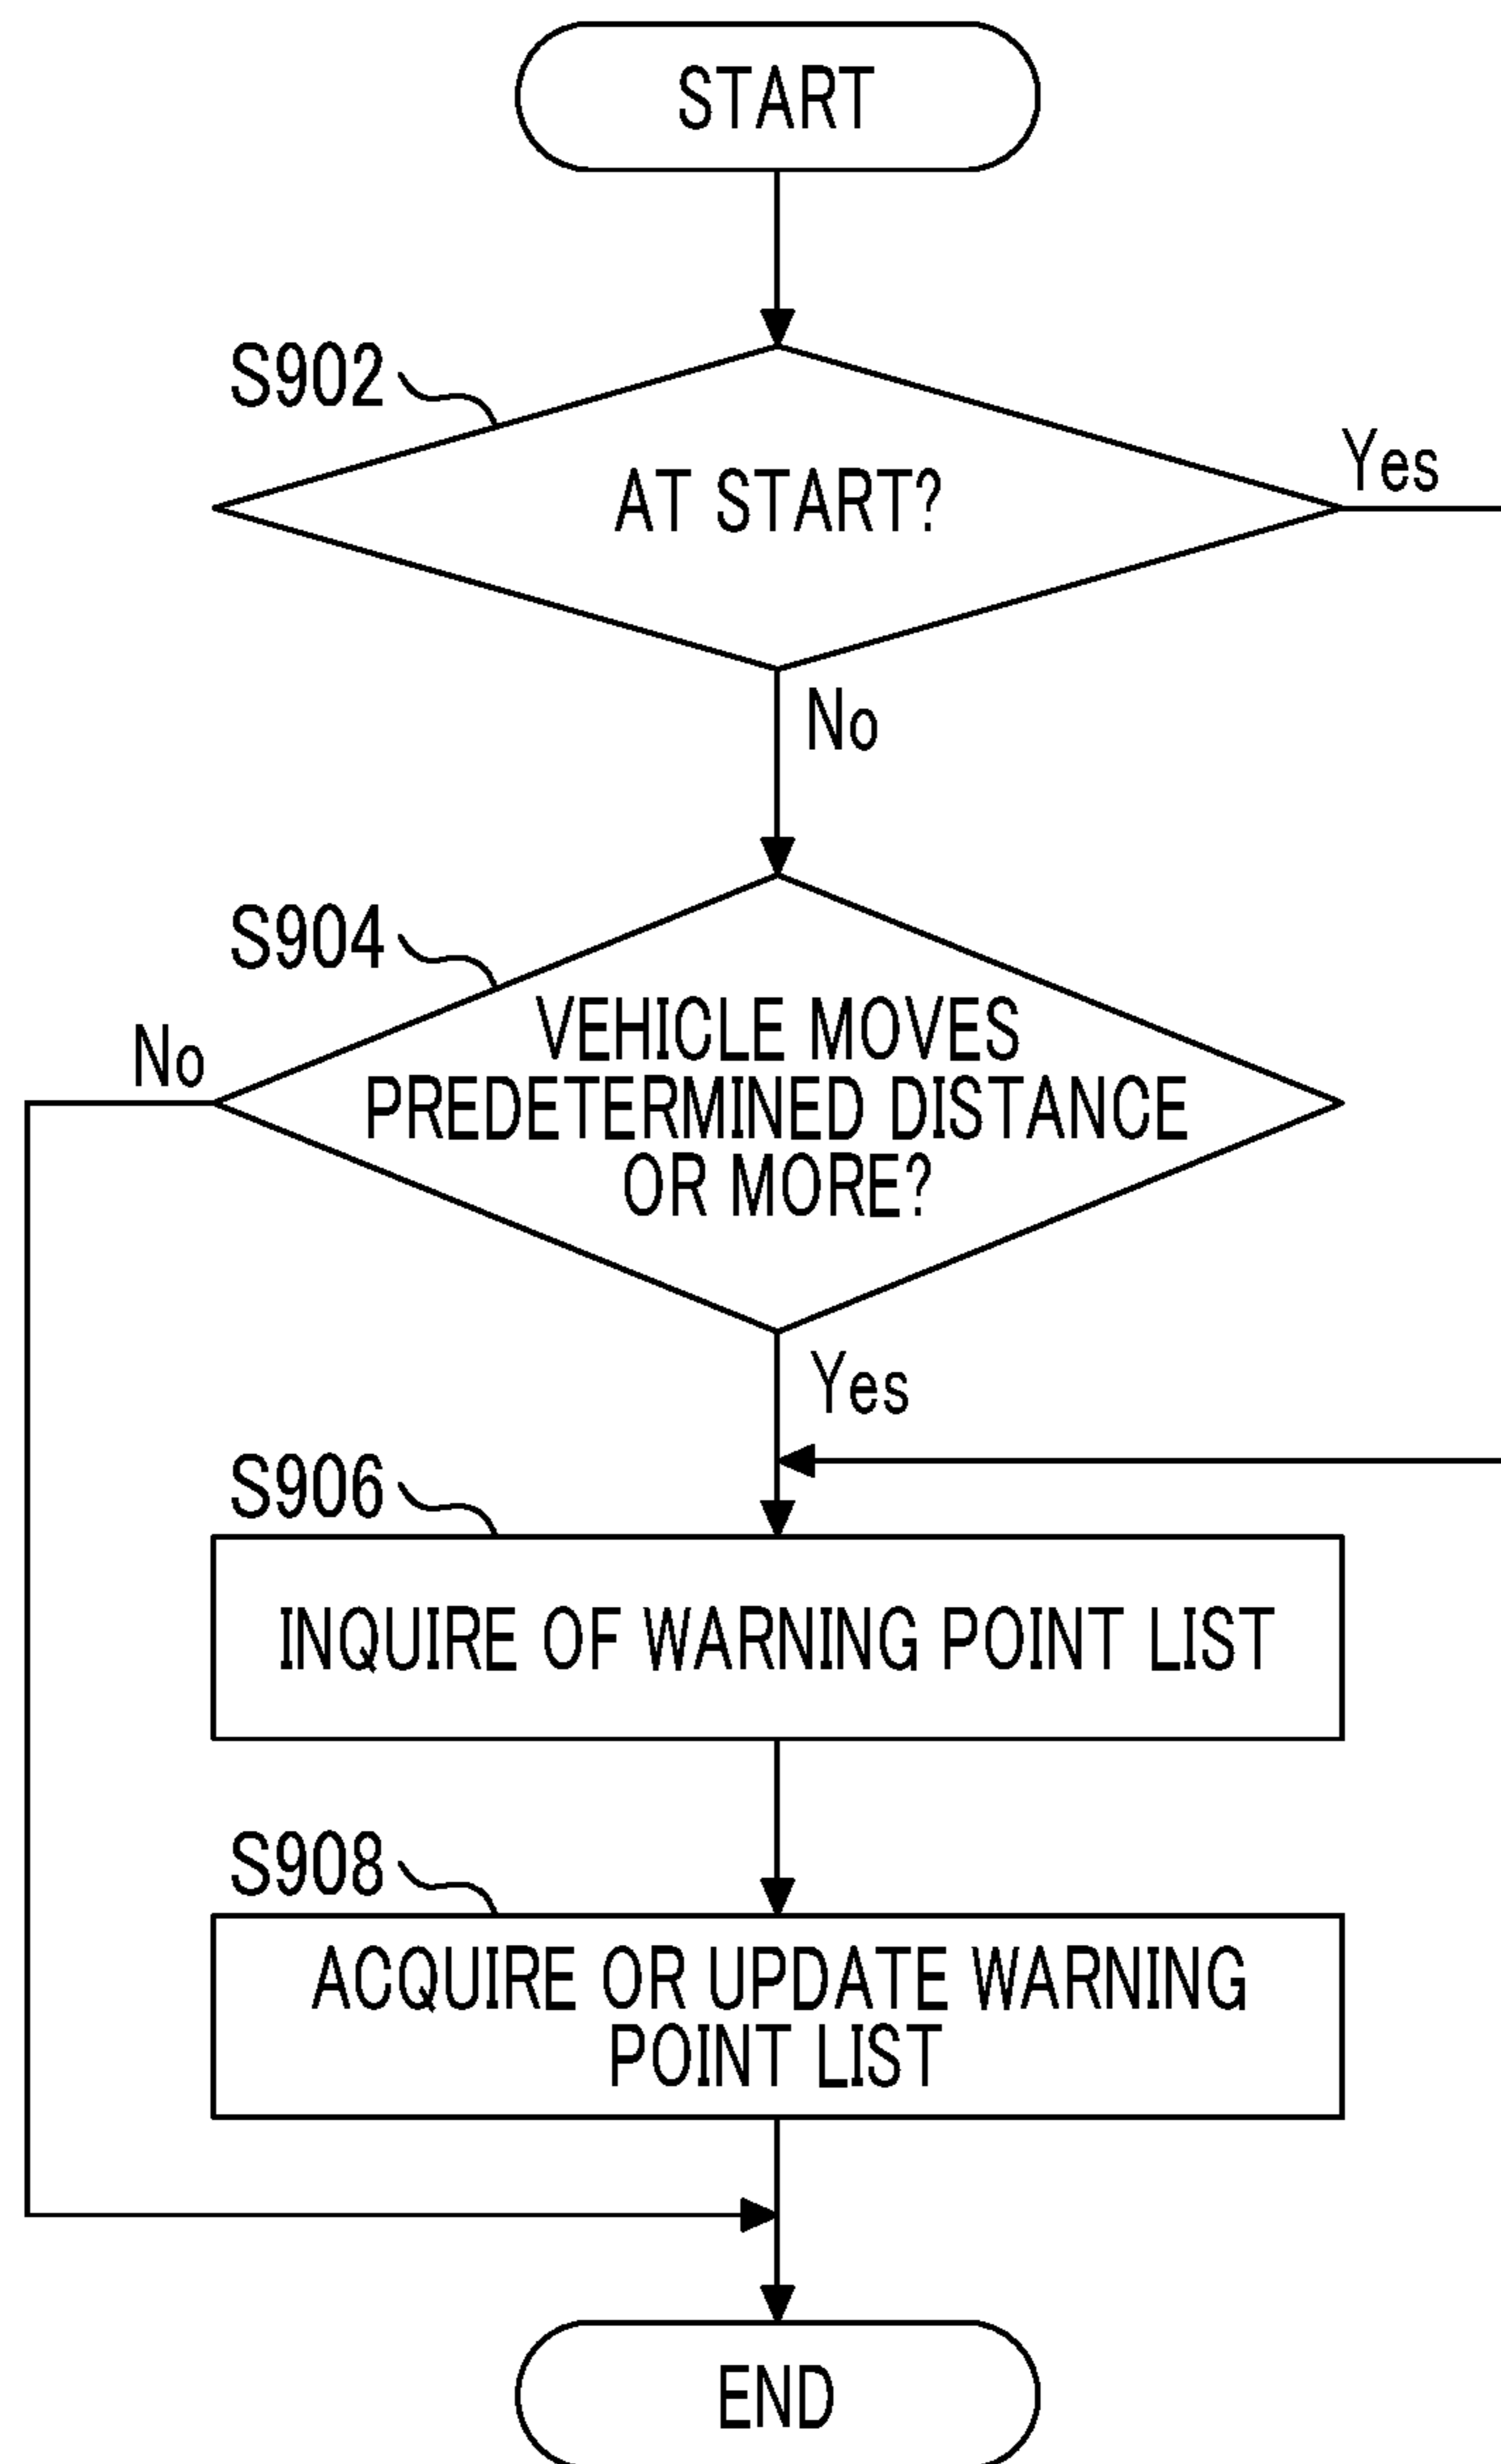 START
S902
AT START?
Yes
No
S904
No
VEHICLE MOVES
PREDETERMINED DISTANCE
OR MORE?
Yes
S906
INQUIRE OF WARNING POINT LIST
S908
ACQUIRE OR UPDATE WARNING
POINT LIST
END